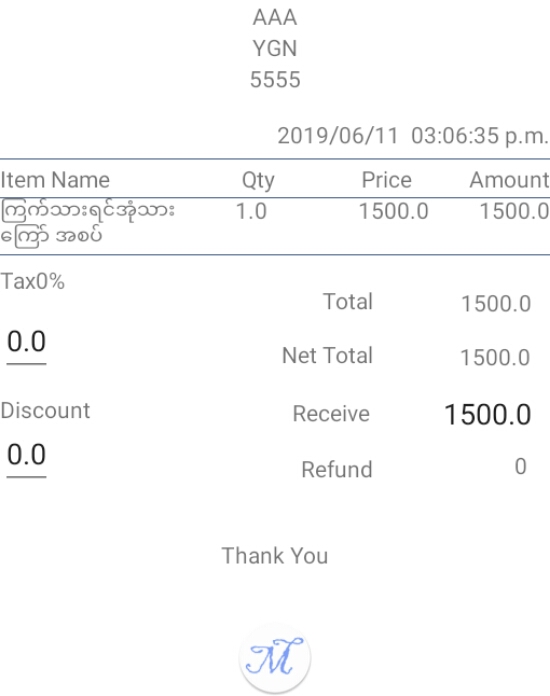 AAA
YGN
5555
2019/06/11 03:06:35 p.m.
Item Name Qty Price Amount
ကြက်သားရင်အုံသား 1.0 1500.0 1500.0
ကြော် အစပ်
Tax0%
Total 1500.0
0.0
Net Total 1500.0
Discount Receive 1500.0
0.0
Refund 0
Thank You
M